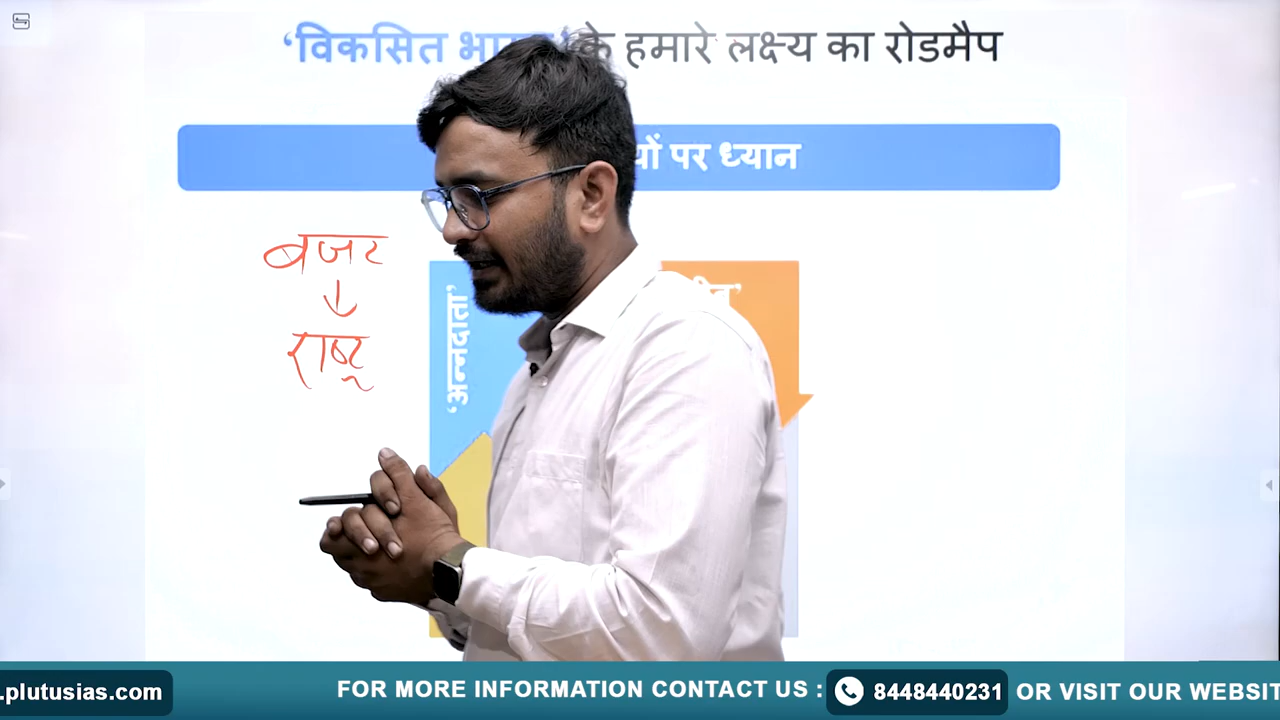 ‘विकसित के हमारे लक्ष्य का रोडमैप
पर ध्यान
बजट
राष्ट्र
‘अन्नदाता’
.plutusias.com
FOR MORE INFORMATION CONTACT US :
8448440231
OR VISIT OUR